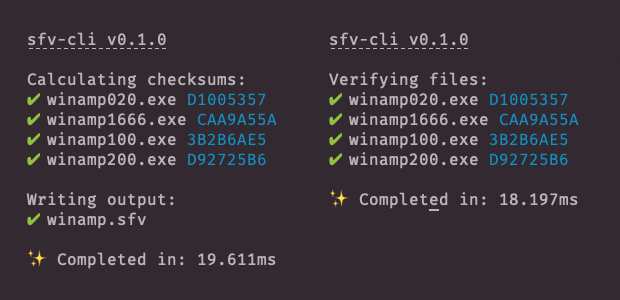 sfv-cli v0.1.0
Calculating checksums:
✔ winamp020.exe D1005357
✔ winamp1666.exe CAA9A55A
✔ winamp100.exe 3B2B6AE5
✔ winamp200.exe D92725B6
Writing output:
✔ winamp.sfv
✨ Completed in: 19.611ms
sfv-cli v0.1.0
Verifying files:
✔ winamp020.exe D1005357
✔ winamp1666.exe CAA9A55A
✔ winamp100.exe 3B2B6AE5
✔ winamp200.exe D92725B6
✨ Completed in: 18.197ms